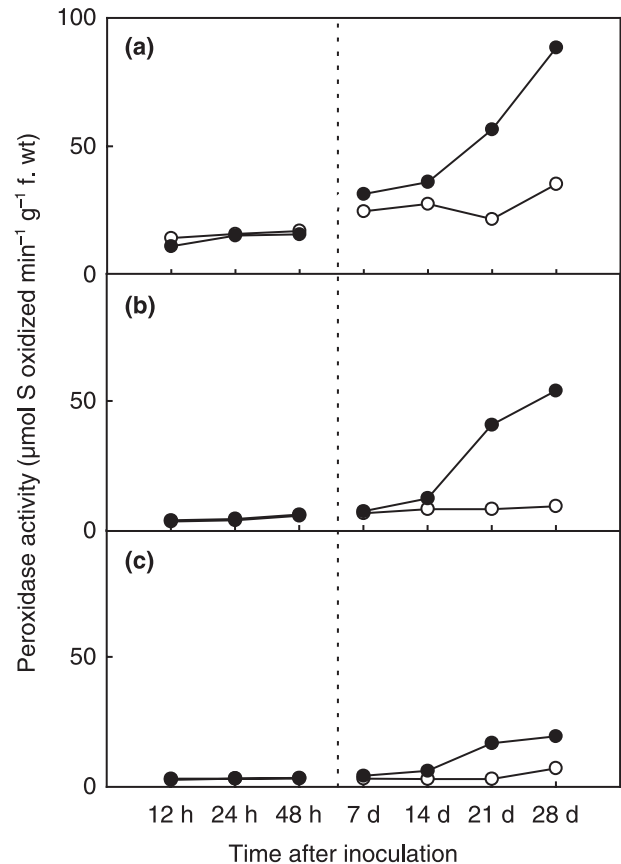 Peroxidase activity (µmol S oxidized min⁻¹ g⁻¹ f. wt)
100
(a)
50
0
(b)
50
0
(c)
50
0
12 h 24 h 48 h 7 d 14 d 21 d 28 d
Time after inoculation